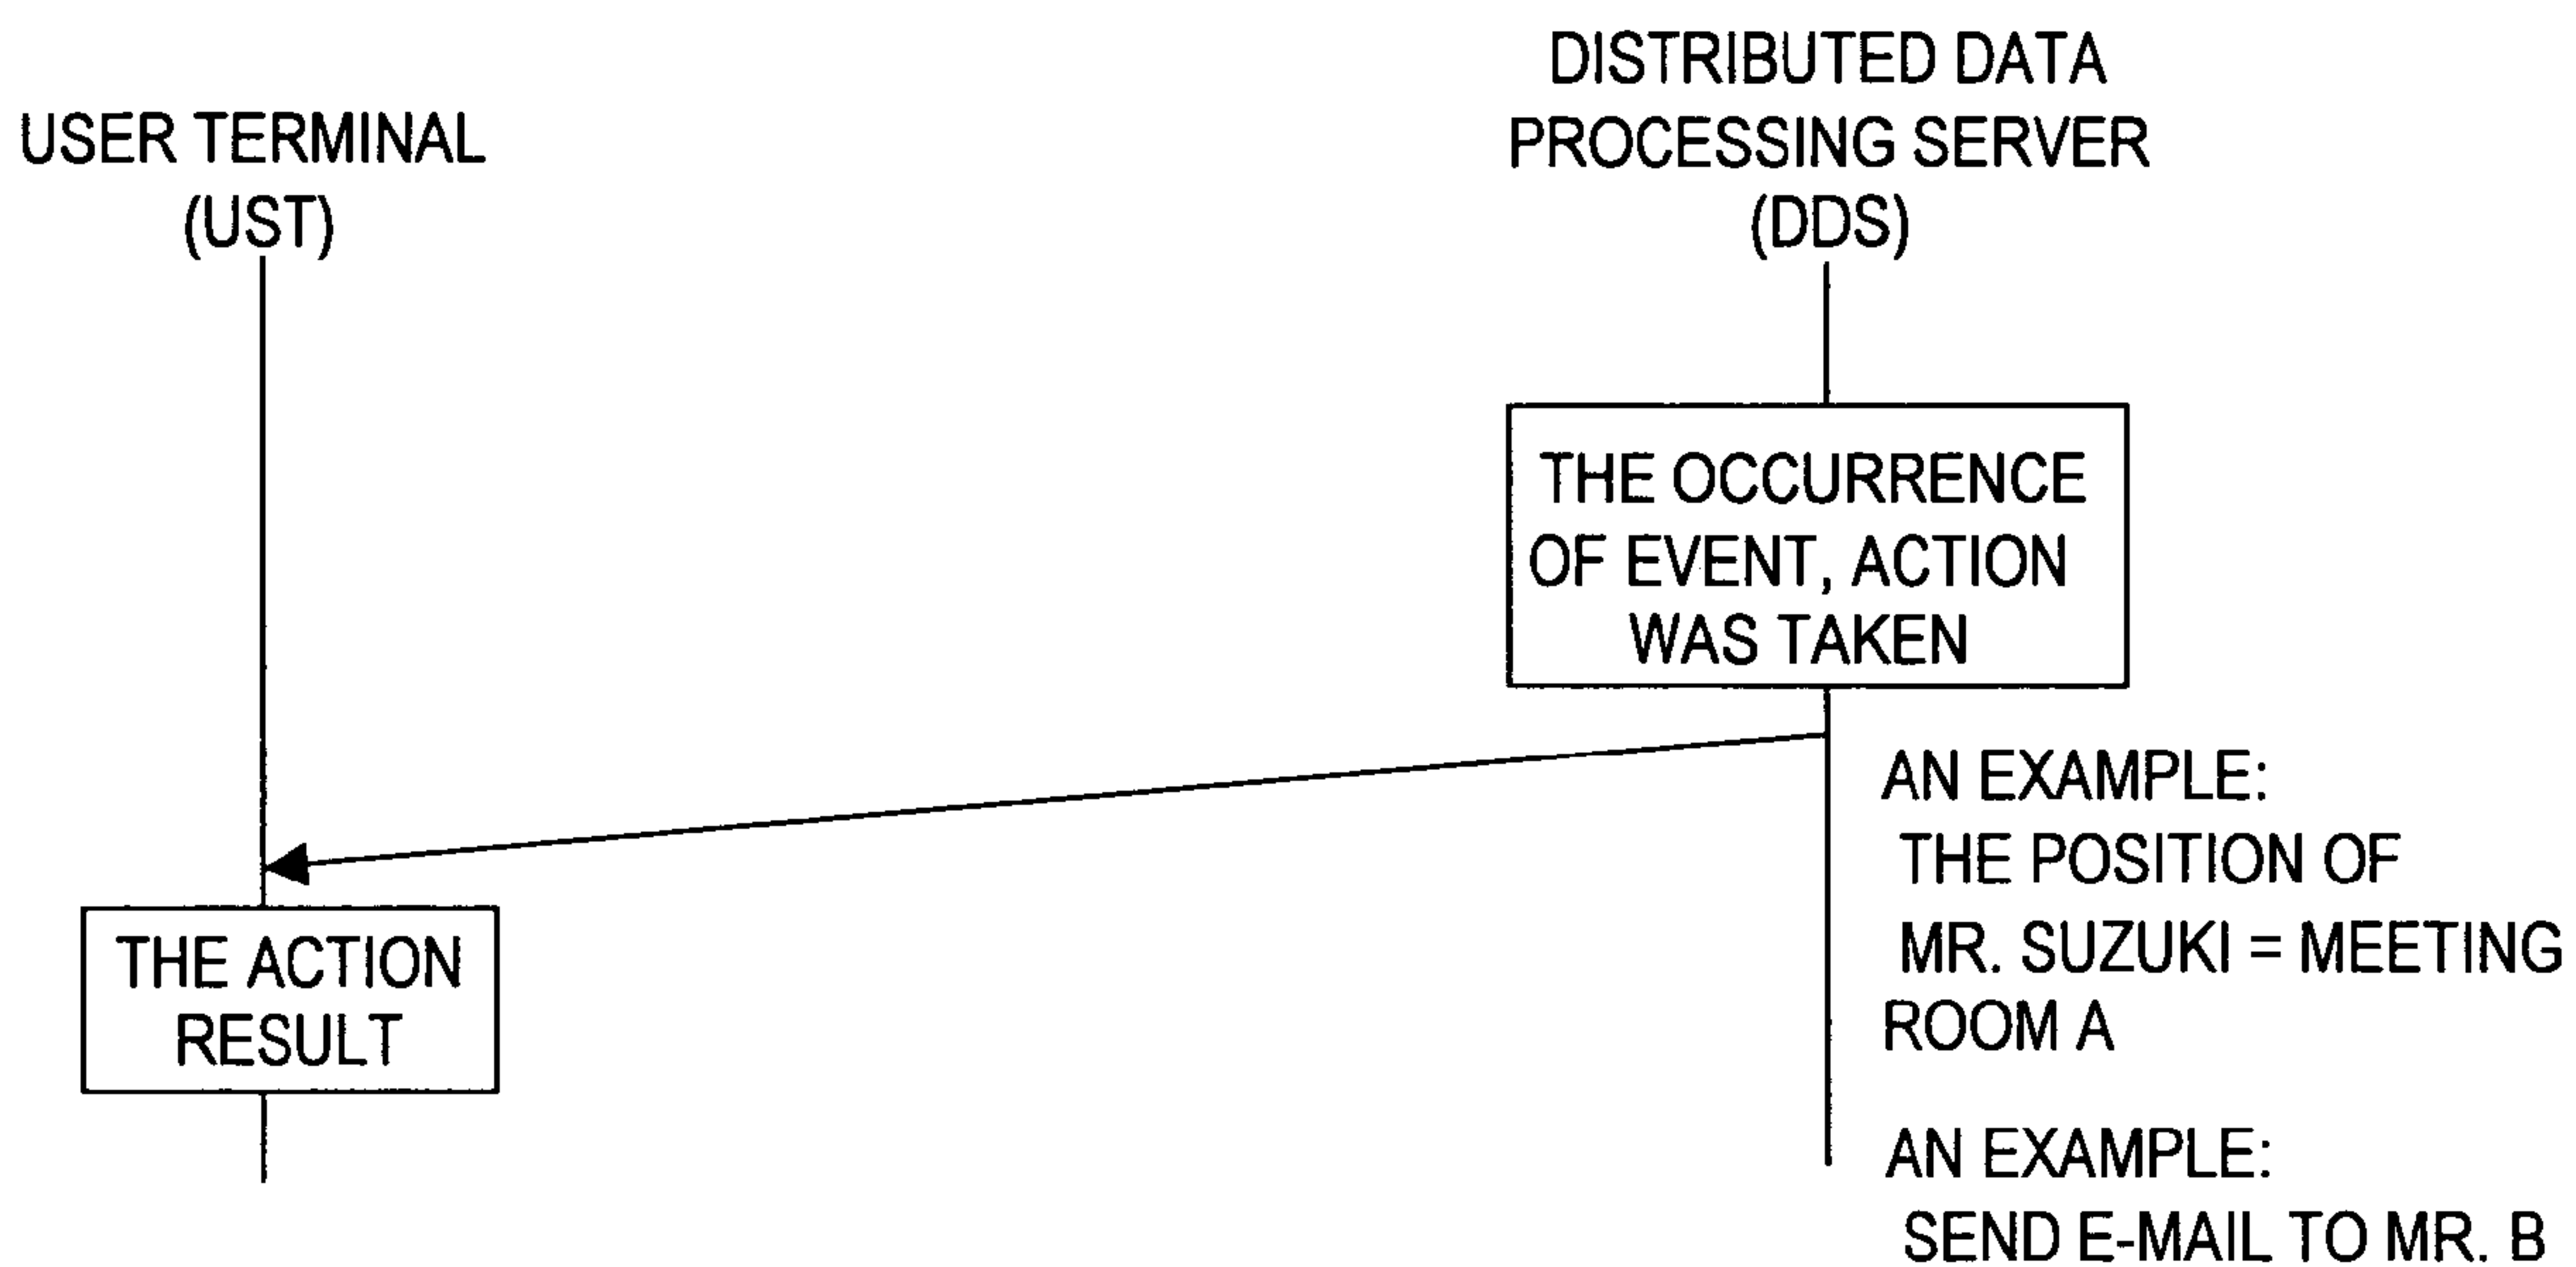 USER TERMINAL
(UST)
DISTRIBUTED DATA
PROCESSING SERVER
(DDS)
THE OCCURRENCE
OF EVENT, ACTION
WAS TAKEN
AN EXAMPLE:
THE POSITION OF
MR. SUZUKI = MEETING
ROOM A
THE ACTION
RESULT
AN EXAMPLE:
SEND E-MAIL TO MR. B